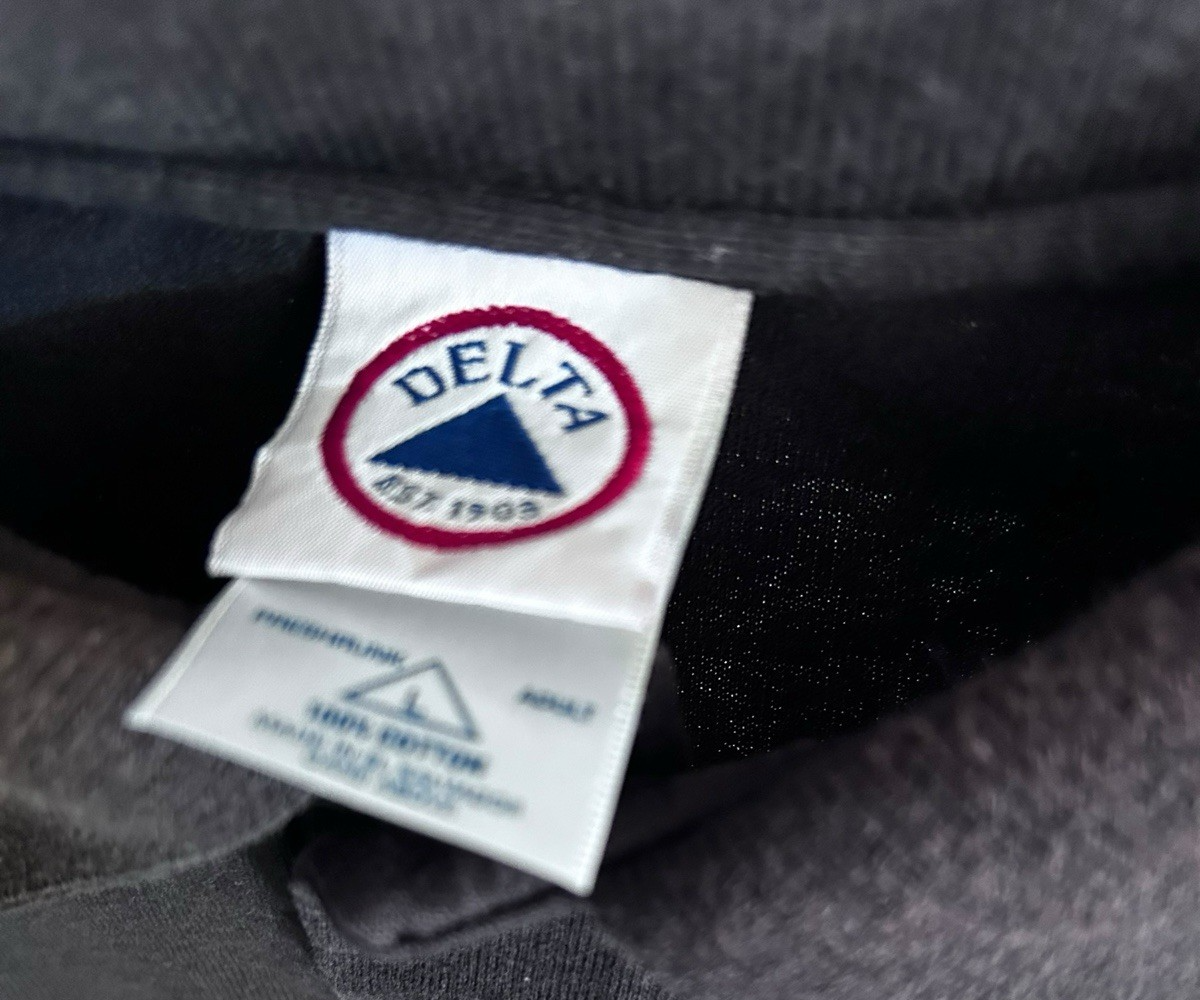 DELTA
EST. 1903
PRESHRUNK
L
ADULT
100% COTTON